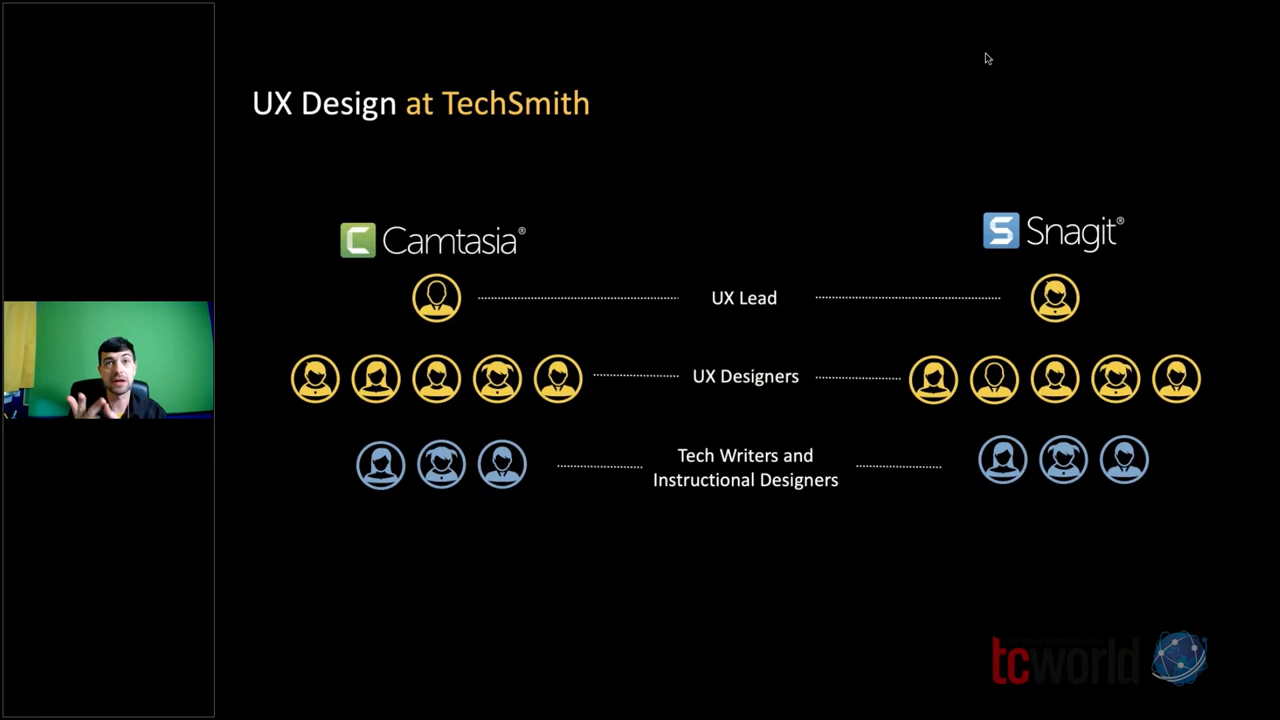 UX Design at TechSmith
Camtasia®
Snagit®
UX Lead
UX Designers
Tech Writers and
Instructional Designers
tcworld